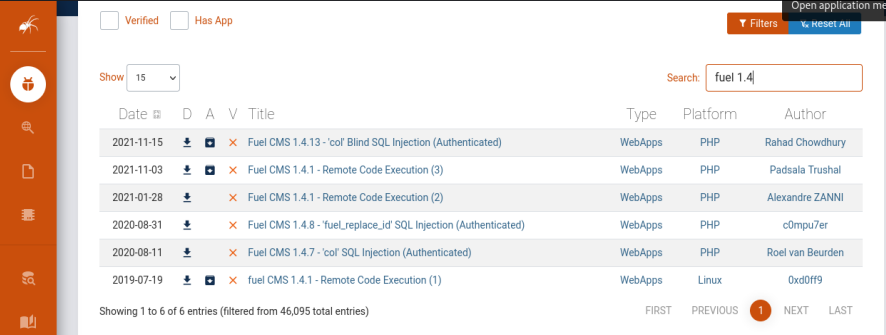 Open application me
Verified Has App Filters Reset All
Show 15 Search: fuel 1.4
Date D A V Title Type Platform Author
2021-11-15 Fuel CMS 1.4.13 - 'col' Blind SQL Injection (Authenticated) WebApps PHP Rahad Chowdhury
2021-11-03 Fuel CMS 1.4.1 - Remote Code Execution (3) WebApps PHP Padsala Trushal
2021-01-28 Fuel CMS 1.4.1 - Remote Code Execution (2) WebApps PHP Alexandre ZANNI
2020-08-31 Fuel CMS 1.4.8 - 'fuel_replace_id' SQL Injection (Authenticated) WebApps PHP c0mpu7er
2020-08-11 Fuel CMS 1.4.7 - 'col' SQL Injection (Authenticated) WebApps PHP Roel van Beurden
2019-07-19 fuel CMS 1.4.1 - Remote Code Execution (1) WebApps Linux 0xd0ff9
Showing 1 to 6 of 6 entries (filtered from 46,095 total entries) FIRST PREVIOUS 1 NEXT LAST